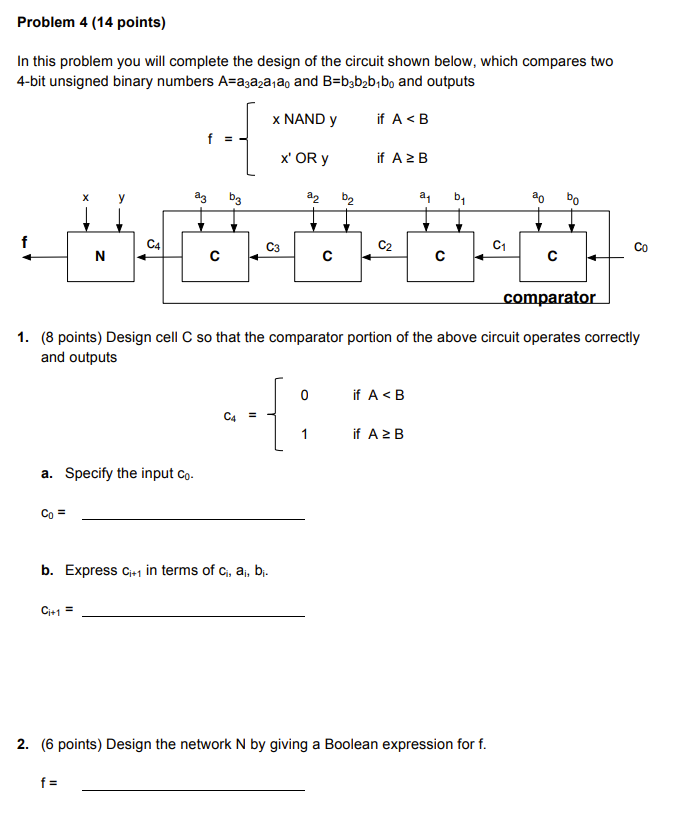 Problem 4 (14 points)
In this problem you will complete the design of the circuit shown below, which compares two
4-bit unsigned binary numbers A=a₃a₂a₁a₀ and B=b₃b₂b₁b₀ and outputs
x NAND y if A < B
f =
x' OR y if A ≥ B
x y a₃ b₃ a₂ b₂ a₁ b₁ a₀ b₀
f N C₄ C C₃ C C₂ C C₁ C C₀
comparator
1. (8 points) Design cell C so that the comparator portion of the above circuit operates correctly
and outputs
0 if A < B
C₄ =
1 if A ≥ B
a. Specify the input c₀.
c₀ =
b. Express cᵢ₊₁ in terms of cᵢ, aᵢ, bᵢ.
cᵢ₊₁ =
2. (6 points) Design the network N by giving a Boolean expression for f.
f =